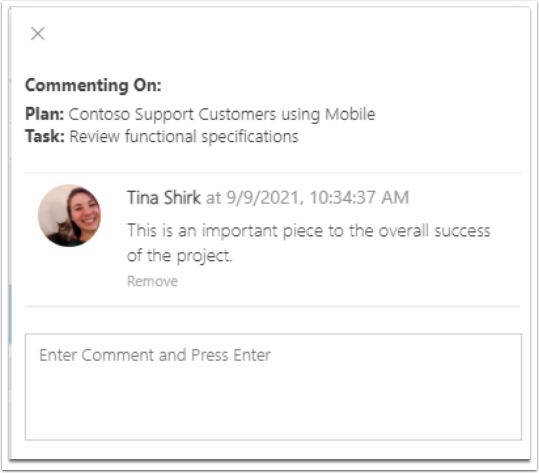 Commenting On:
Plan: Contoso Support Customers using Mobile
Task: Review functional specifications
Tina Shirk at 9/9/2021, 10:34:37 AM
This is an important piece to the overall success
of the project.
Remove
Enter Comment and Press Enter